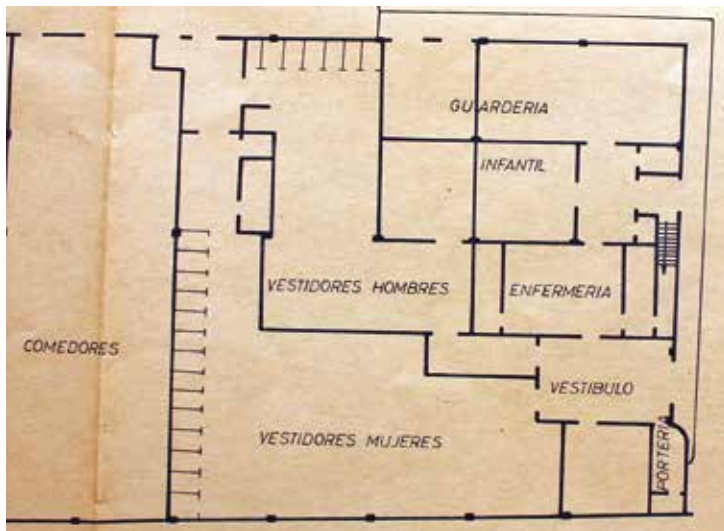 GUARDERIA
INFANTIL
VESTIDORES HOMBRES
ENFERMERIA
COMEDORES
VESTIBULO
VESTIDORES MUJERES
PORTERIA